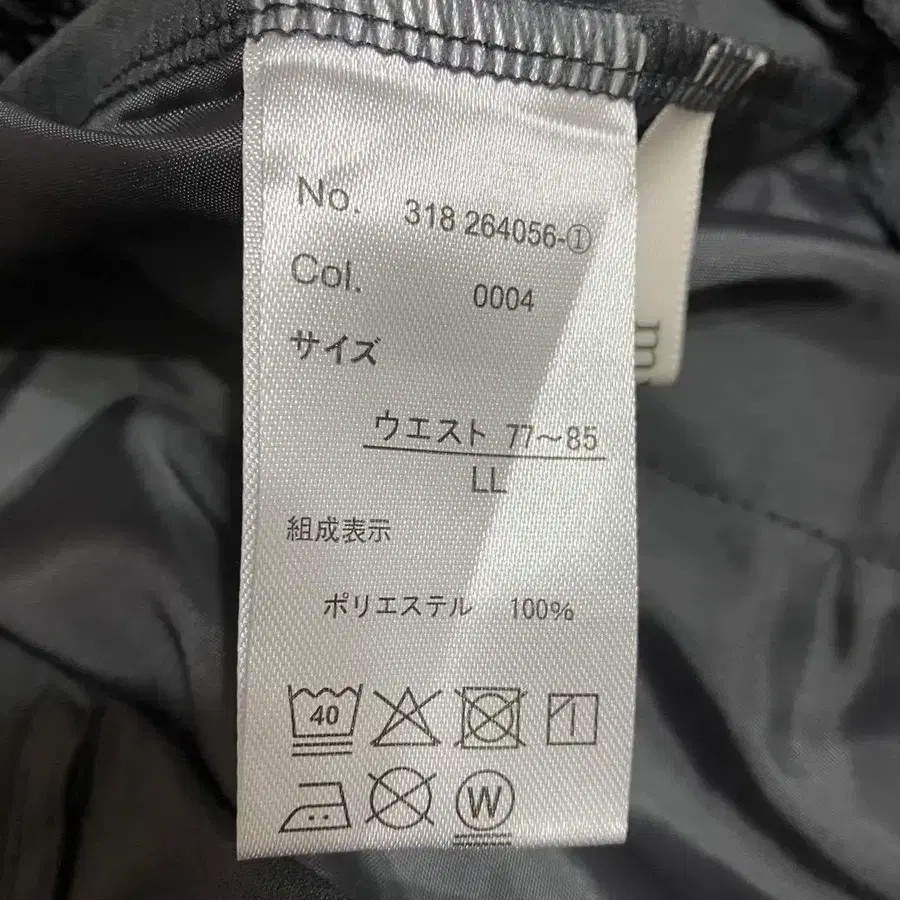 No. 318 264056-①
Col. 0004
サイズ
ウエスト 77～85
LL
組成表示
ポリエステル 100%
40
W